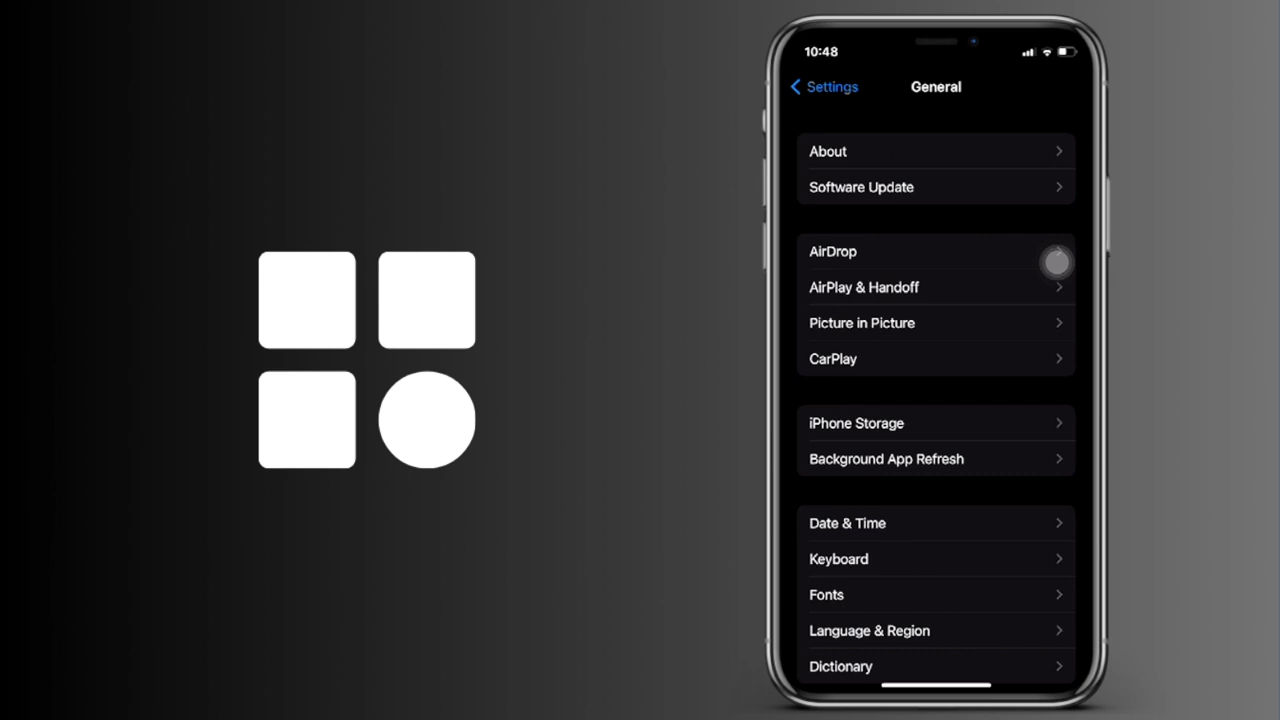 10:48
Settings
General
About
Software Update
AirDrop
AirPlay & Handoff
Picture in Picture
CarPlay
iPhone Storage
Background App Refresh
Date & Time
Keyboard
Fonts
Language & Region
Dictionary